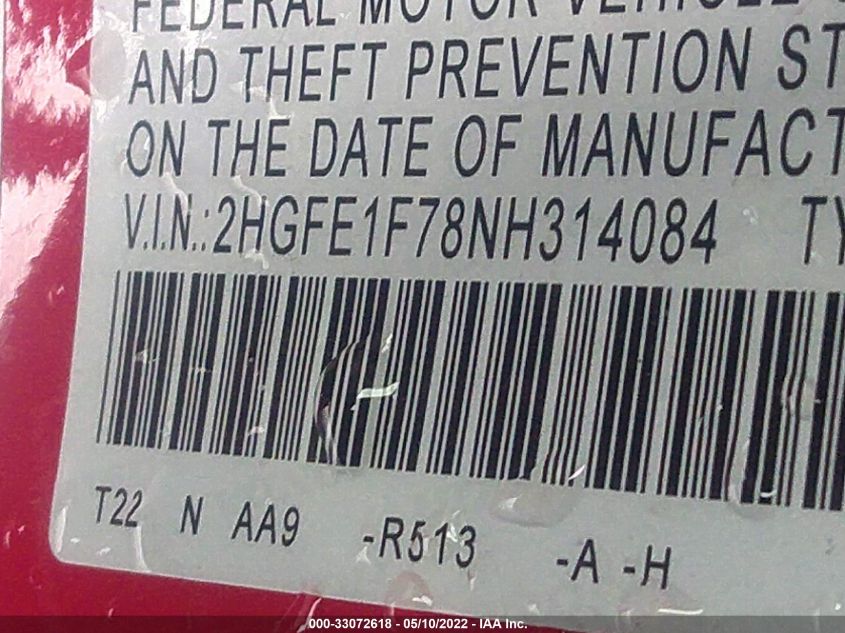 FEDERAL MOTOR VEHICLE
AND THEFT PREVENTION ST
ON THE DATE OF MANUFACT
V.I.N.:2HGFE1F78NH314084 TY
T22 N AA9 -R513 -A -H
000-33072618 - 05/10/2022 - IAA Inc.